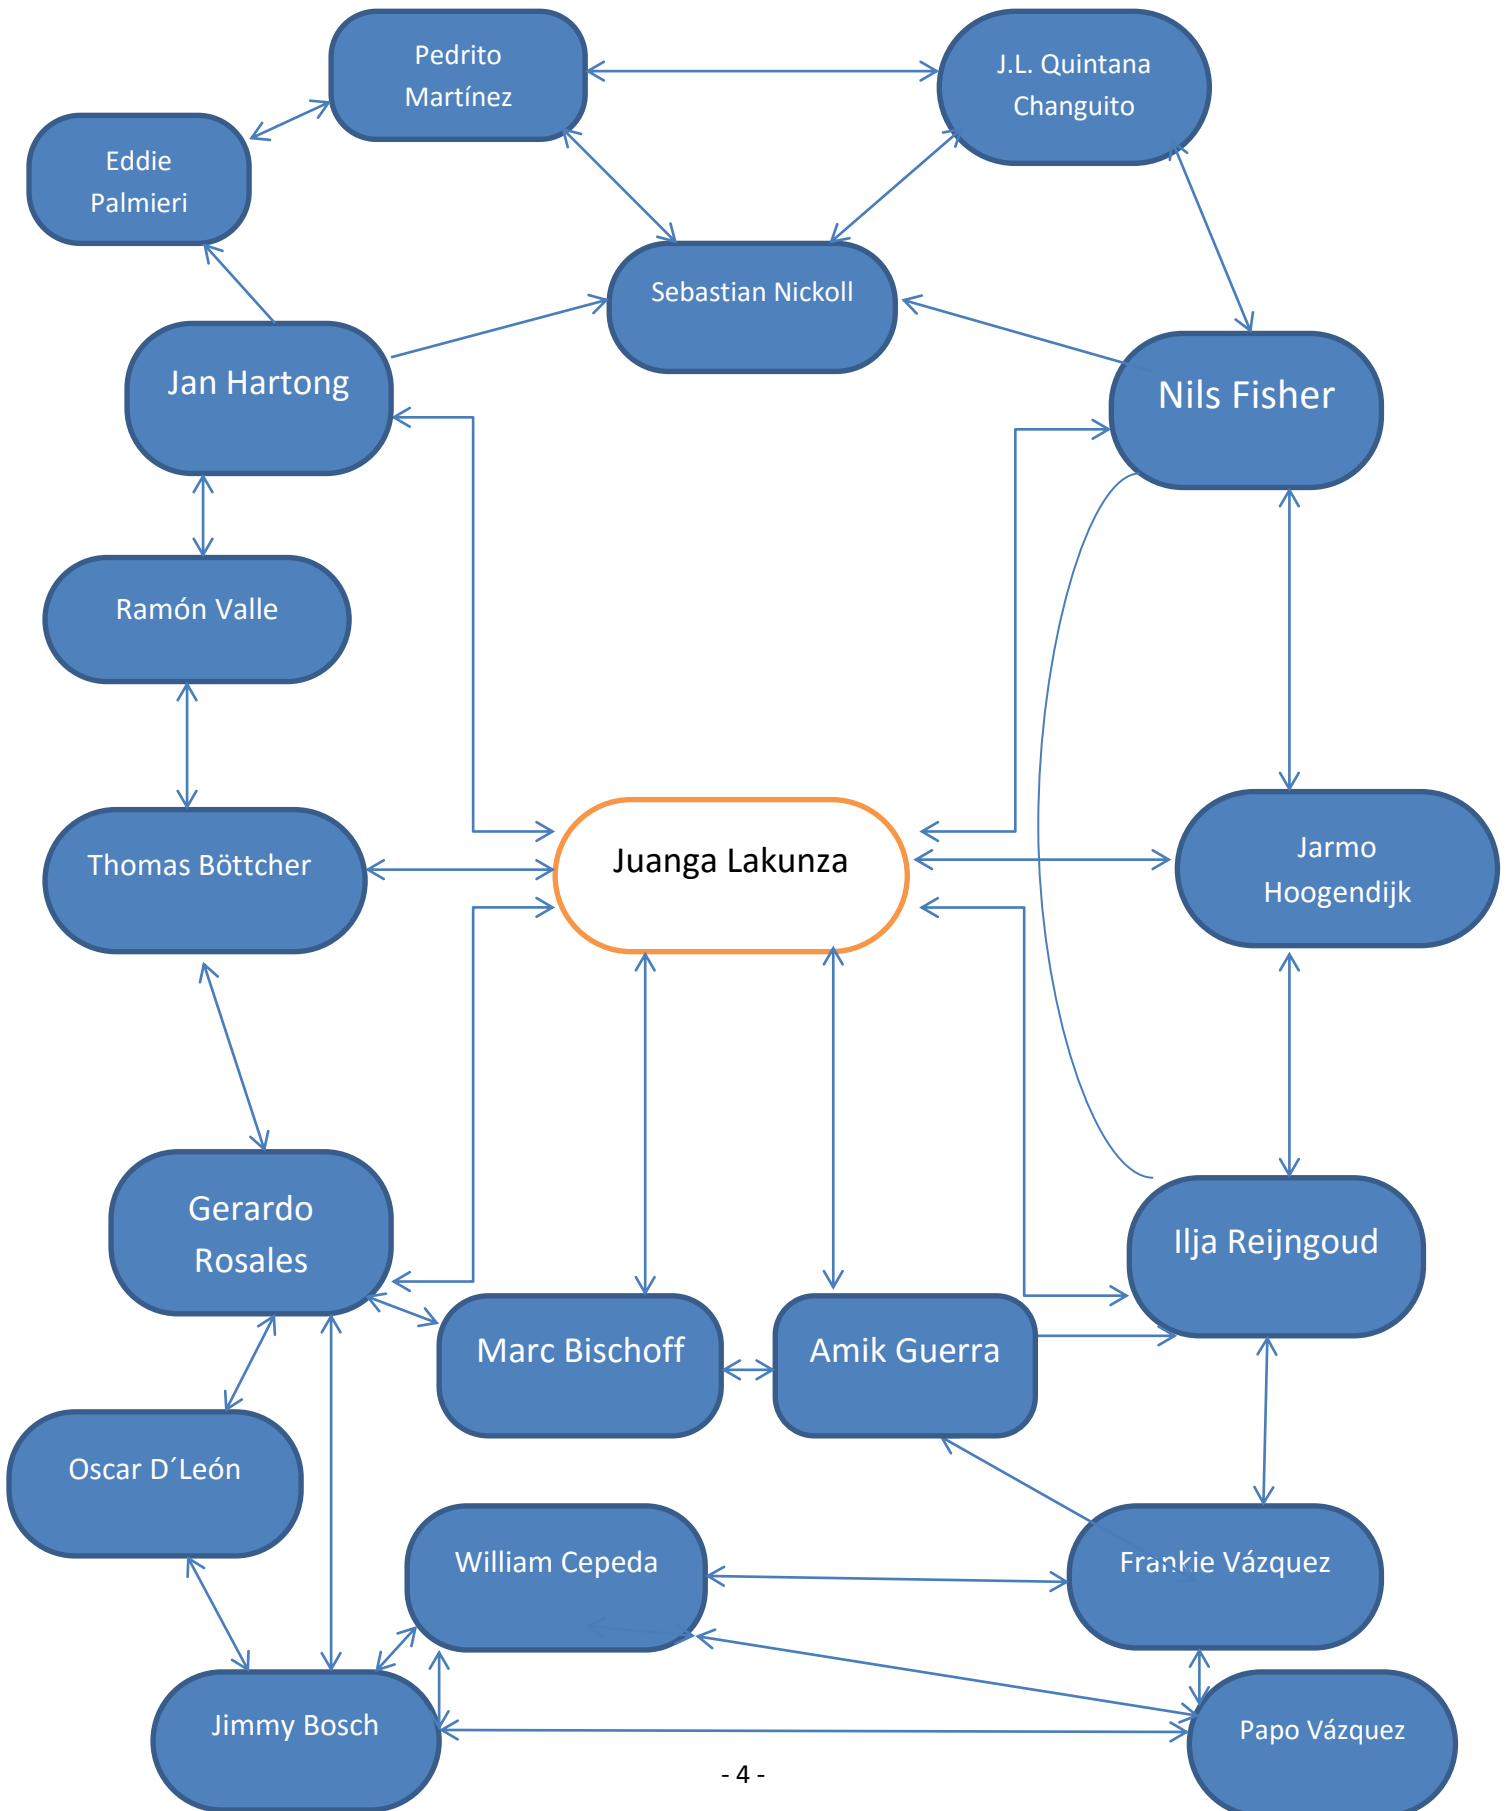 Pedrito
Martínez
J.L. Quintana
Changuito
Eddie
Palmieri
Sebastian Nickoll
Jan Hartong
Nils Fisher
Ramón Valle
Thomas Böttcher
Juanga Lakunza
Jarmo
Hoogendijk
Gerardo
Rosales
Ilja Reijngoud
Marc Bischoff
Amik Guerra
Oscar D´León
William Cepeda
Frankie Vázquez
Jimmy Bosch
Papo Vázquez
- 4 -